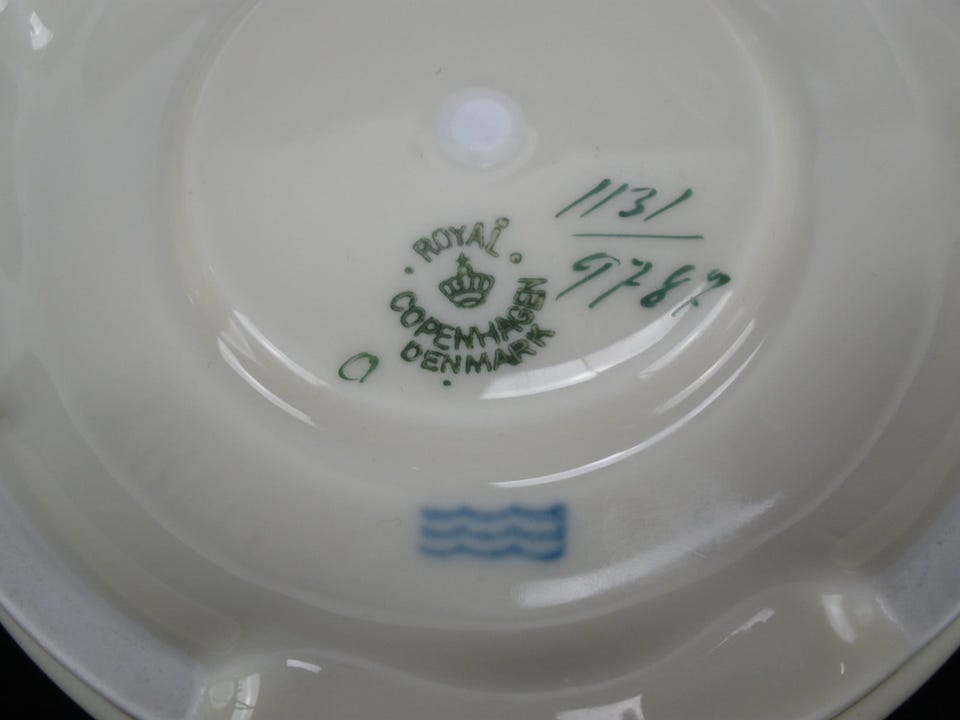 ROYAL
COPENHAGEN
DENMARK
1131
9787
O